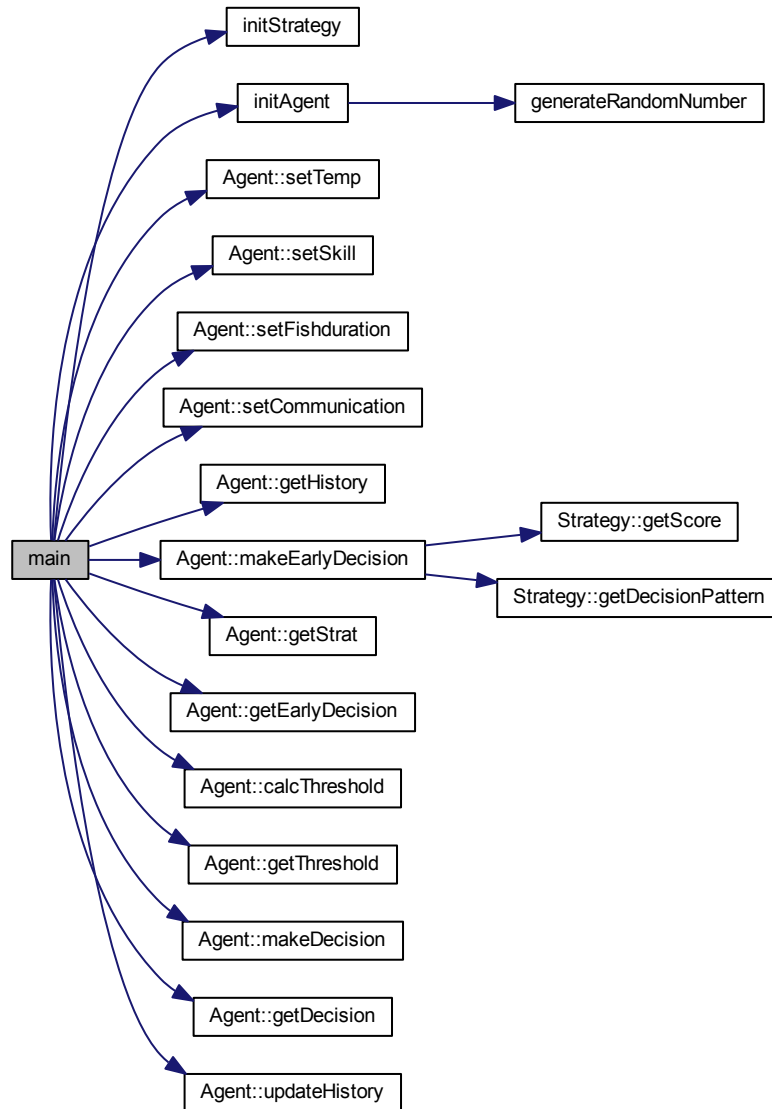 initStrategy
initAgent
generateRandomNumber
Agent::setTemp
Agent::setSkill
Agent::setFishduration
Agent::setCommunication
Agent::getHistory
Strategy::getScore
main
Agent::makeEarlyDecision
Strategy::getDecisionPattern
Agent::getStrat
Agent::getEarlyDecision
Agent::calcThreshold
Agent::getThreshold
Agent::makeDecision
Agent::getDecision
Agent::updateHistory